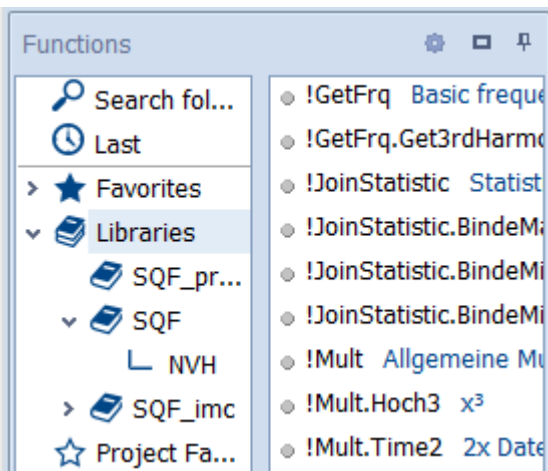 Functions
Search fol...
Last
Favorites
Libraries
SQF_pr...
SQF
NVH
SQF_imc
Project Fa...
!GetFrq Basic freque
!GetFrq.Get3rdHarmo
!JoinStatistic Statist
!JoinStatistic.BindeMa
!JoinStatistic.BindeMi
!JoinStatistic.BindeMi
!Mult Allgemeine Mu
!Mult.Hoch3 x³
!Mult.Time2 2x Date